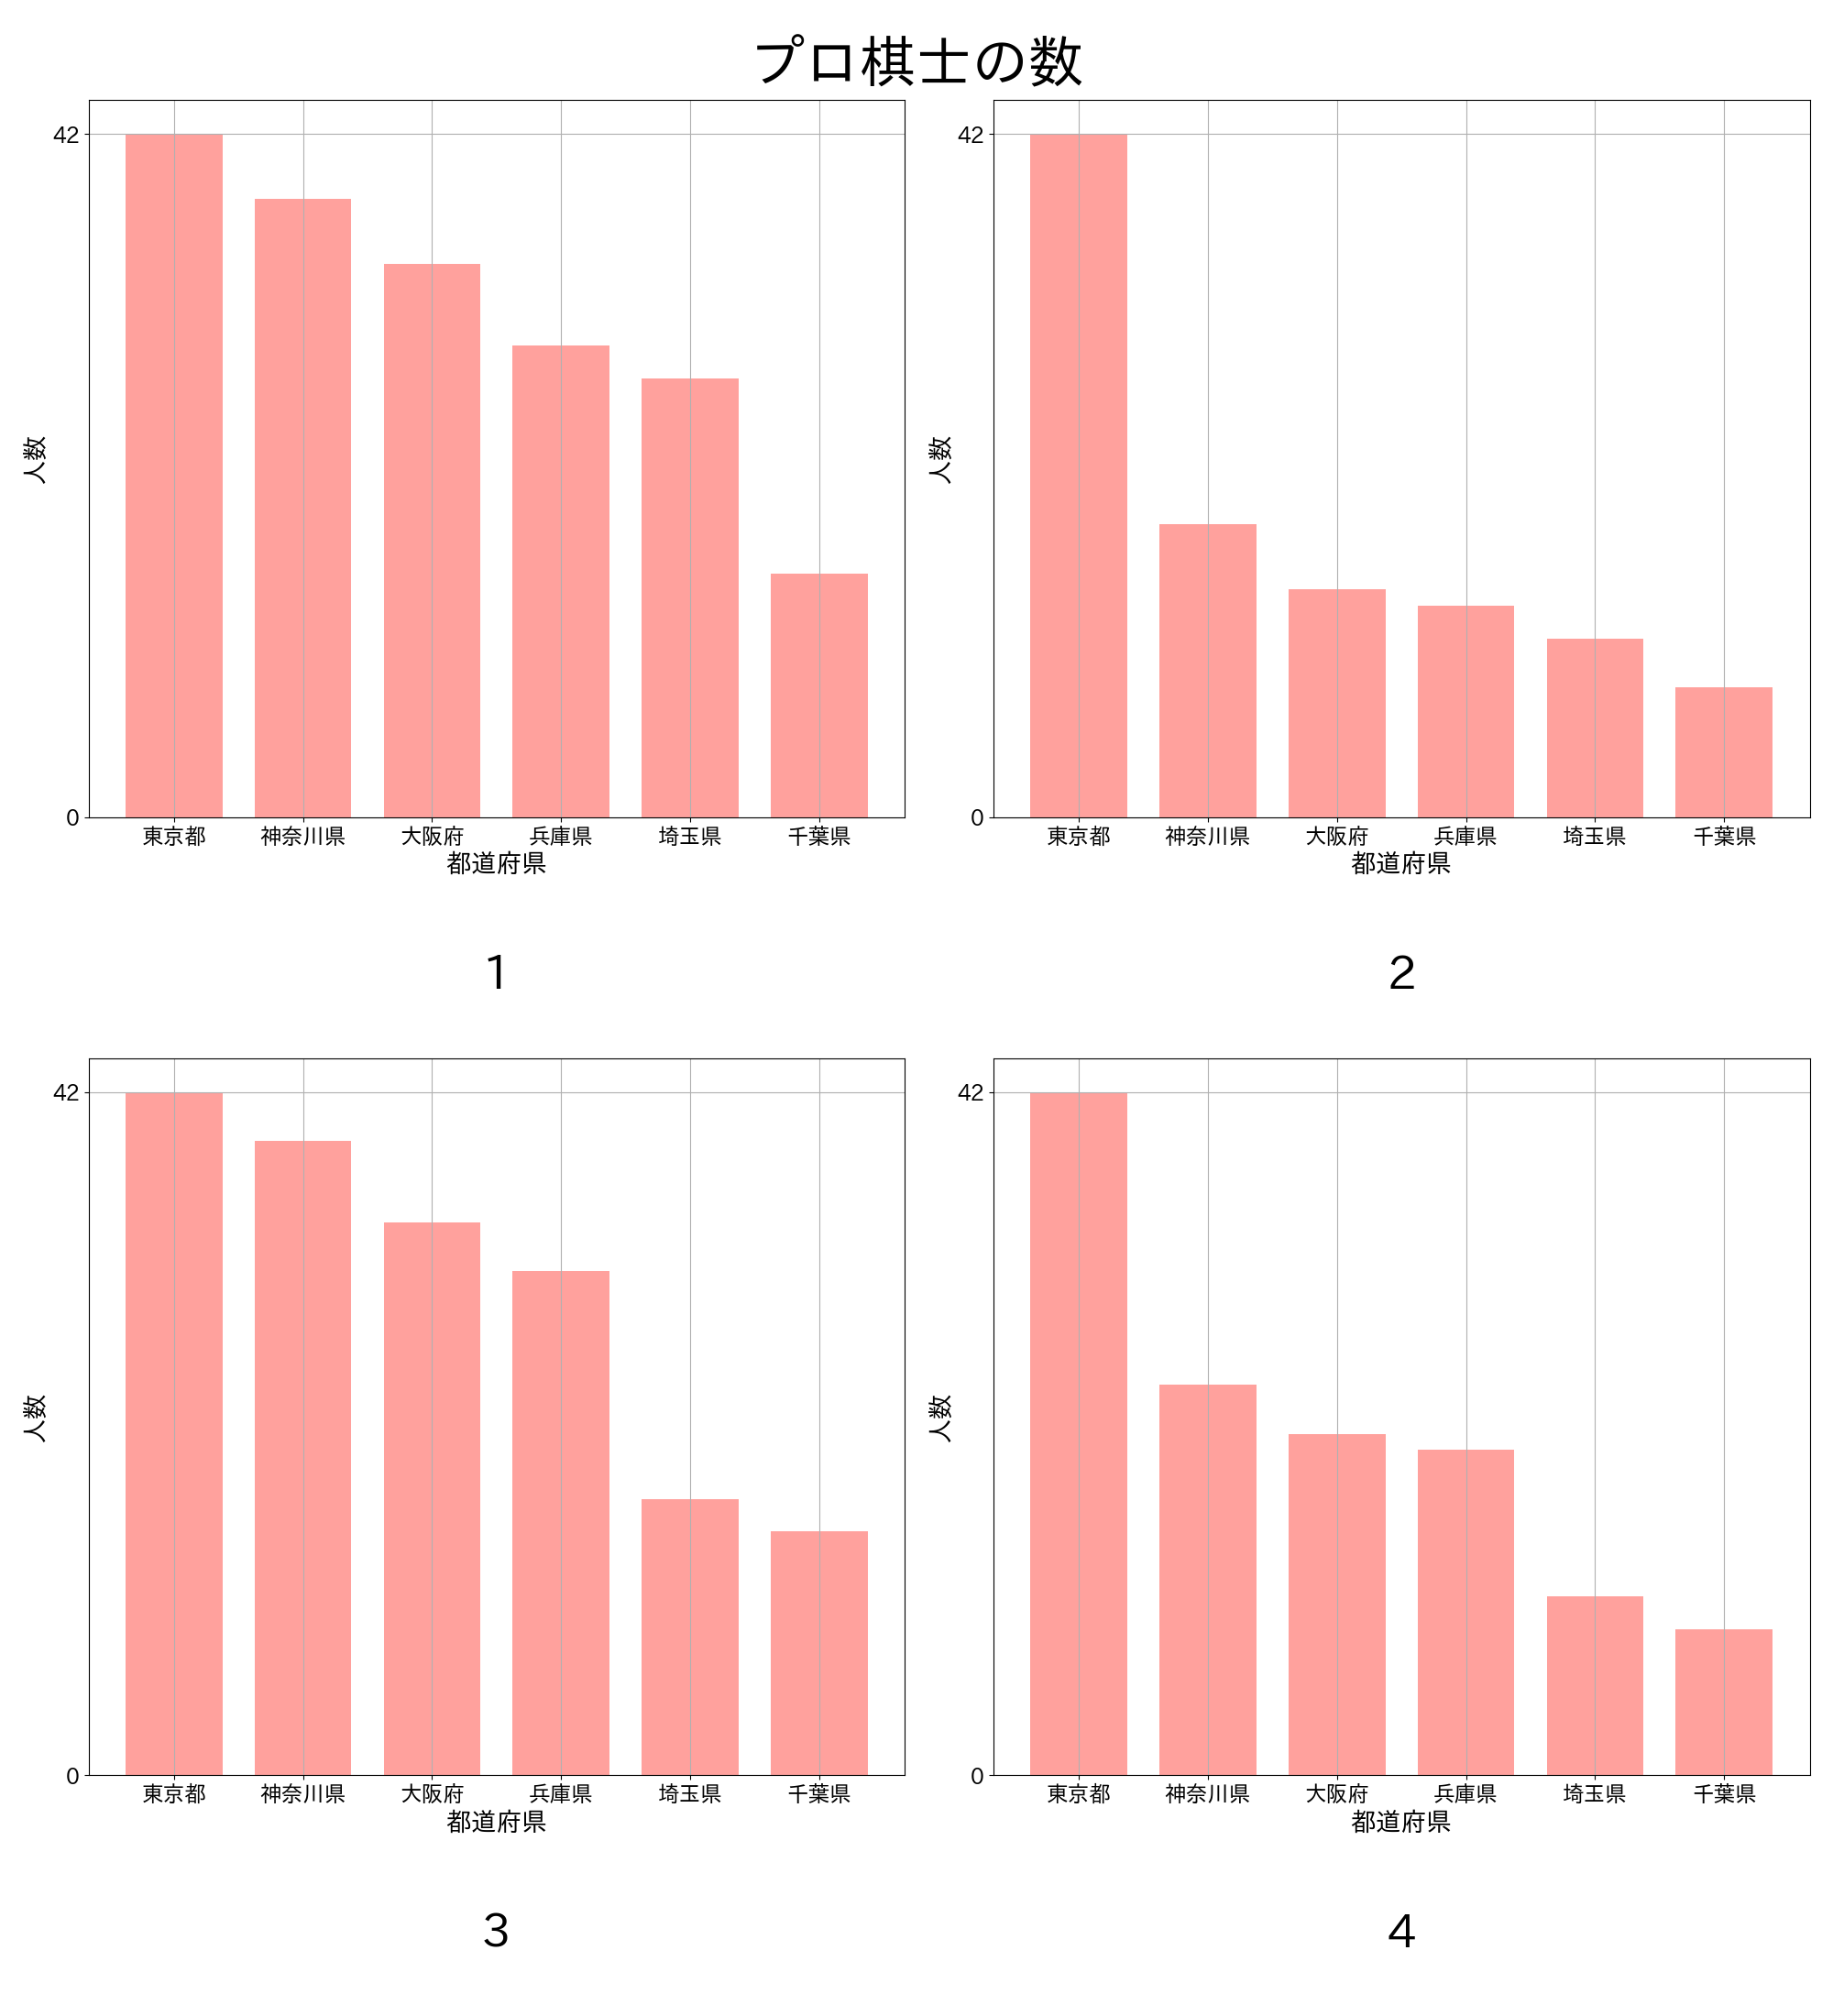 プロ棋士の数
42
0
人数
東京都 神奈川県 大阪府 兵庫県 埼玉県 千葉県
都道府県
1
42
0
人数
東京都 神奈川県 大阪府 兵庫県 埼玉県 千葉県
都道府県
2
42
0
人数
東京都 神奈川県 大阪府 兵庫県 埼玉県 千葉県
都道府県
3
42
0
人数
東京都 神奈川県 大阪府 兵庫県 埼玉県 千葉県
都道府県
4